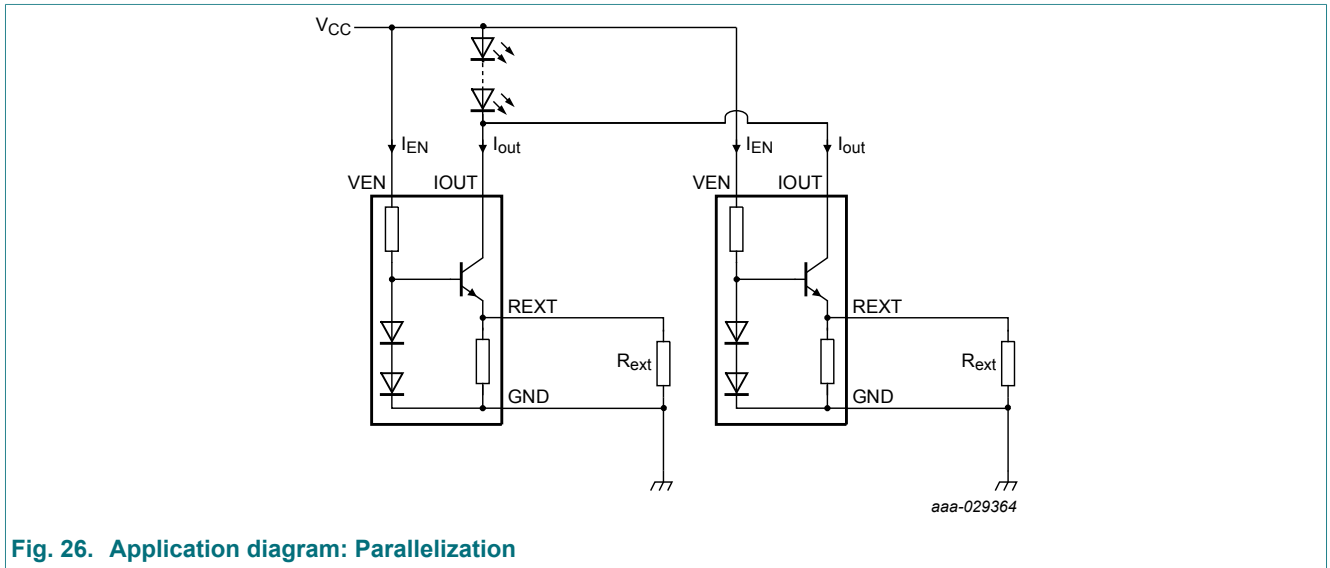 VCC
IEN Iout IEN Iout
VEN IOUT VEN IOUT
REXT REXT
Rext Rext
GND GND
aaa-029364
Fig. 26. Application diagram: Parallelization